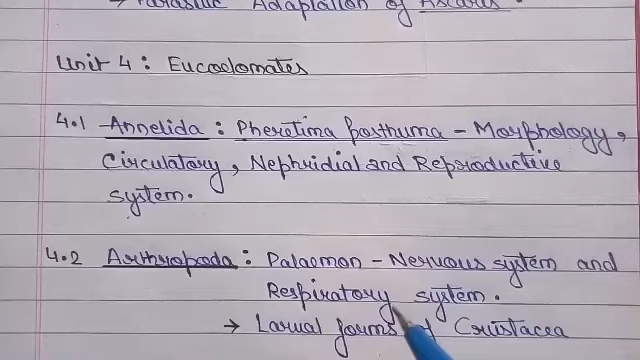 → Parasitic Adaptation of Ascaris.
Unit 4 : Eucoelomates
4.1 Annelida : Pheretima posthuma - Morphology,
Circulatory, Nephridial and Reproductive
system.
4.2 Arthropoda : Palaemon - Nervous system and
Respiratory system.
→ Larval forms of Crustacea